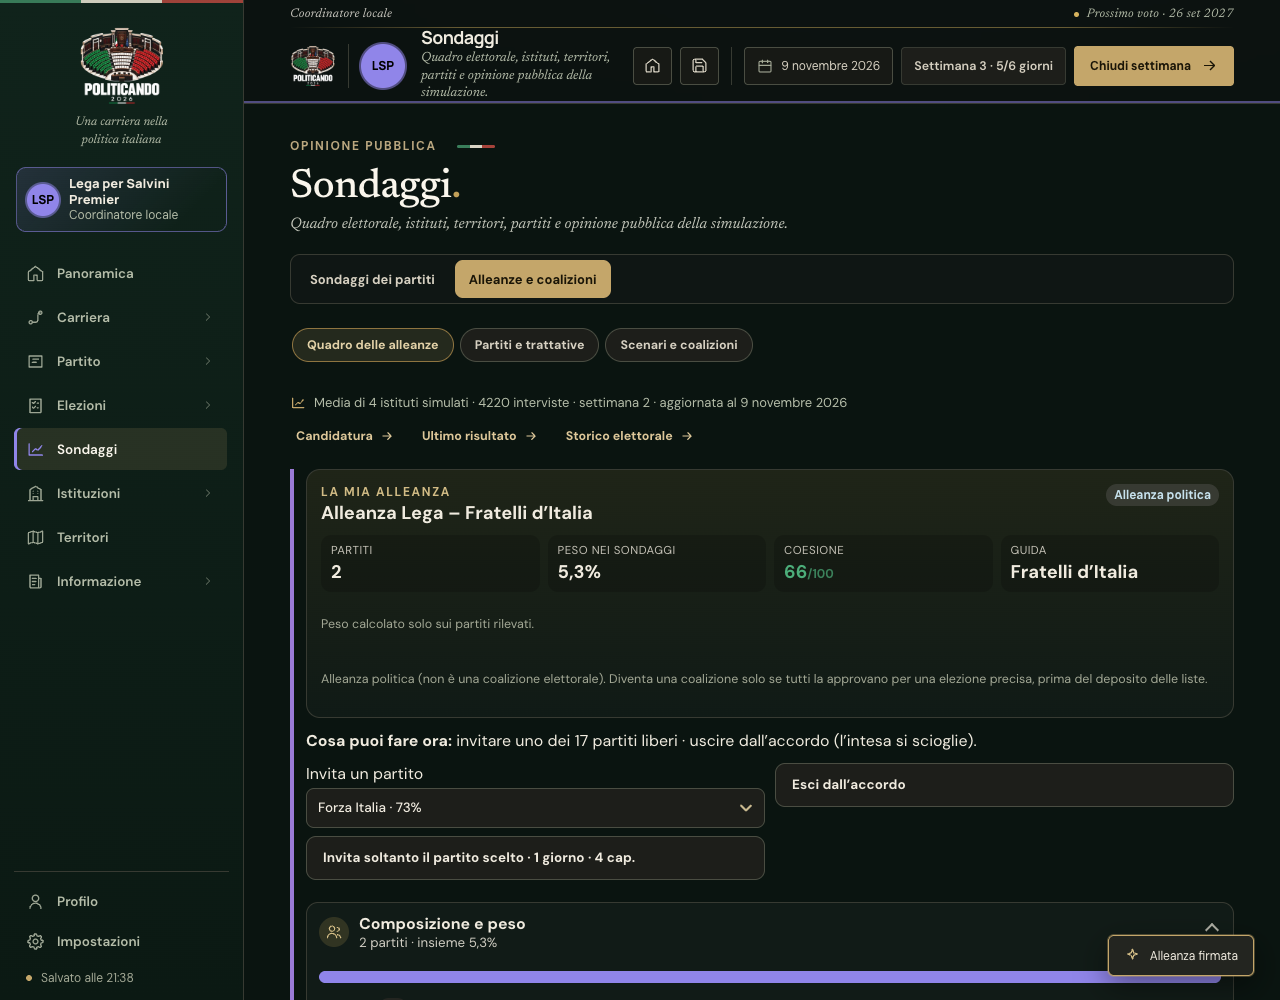 POLITICANDO
2026
Una carriera nella
politica italiana
LSP
Lega per Salvini
Premier
Coordinatore locale
Panoramica
Carriera
Partito
Elezioni
Sondaggi
Istituzioni
Territori
Informazione
Profilo
Impostazioni
Salvato alle 21:38
Coordinatore locale
Prossimo voto · 26 set 2027
POLITICANDO
LSP
Sondaggi
Quadro elettorale, istituti, territori,
partiti e opinione pubblica della
simulazione.
9 novembre 2026
Settimana 3 · 5/6 giorni
Chiudi settimana
OPINIONE PUBBLICA
Sondaggi.
Quadro elettorale, istituti, territori, partiti e opinione pubblica della simulazione.
Sondaggi dei partiti
Alleanze e coalizioni
Quadro delle alleanze
Partiti e trattative
Scenari e coalizioni
Media di 4 istituti simulati · 4220 interviste · settimana 2 · aggiornata al 9 novembre 2026
Candidatura →
Ultimo risultato →
Storico elettorale →
LA MIA ALLEANZA
Alleanza Lega – Fratelli d’Italia
Alleanza politica
PARTITI
2
PESO NEI SONDAGGI
5,3%
COESIONE
66/100
GUIDA
Fratelli d’Italia
Peso calcolato solo sui partiti rilevati.
Alleanza politica (non è una coalizione elettorale). Diventa una coalizione solo se tutti la approvano per una elezione precisa, prima del deposito delle liste.
Cosa puoi fare ora: invitare uno dei 17 partiti liberi · uscire dall’accordo (l’intesa si scioglie).
Invita un partito
Forza Italia · 73%
Invita soltanto il partito scelto · 1 giorno · 4 cap.
Esci dall’accordo
Composizione e peso
2 partiti · insieme 5,3%
Alleanza firmata